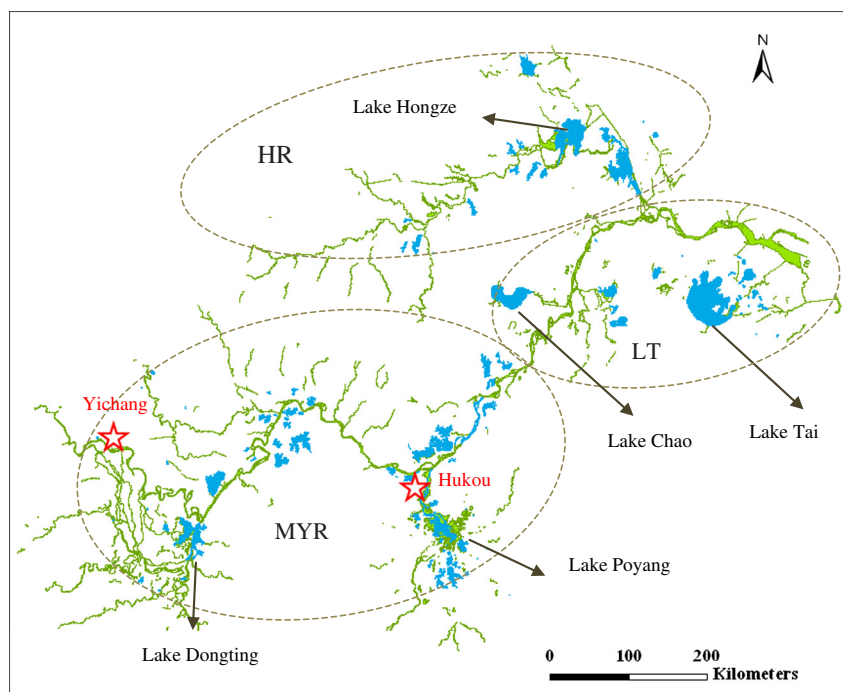 N
Lake Hongze
HR
LT
Yichang
Lake Chao
Lake Tai
Hukou
MYR
Lake Poyang
Lake Dongting
0 100 200
Kilometers